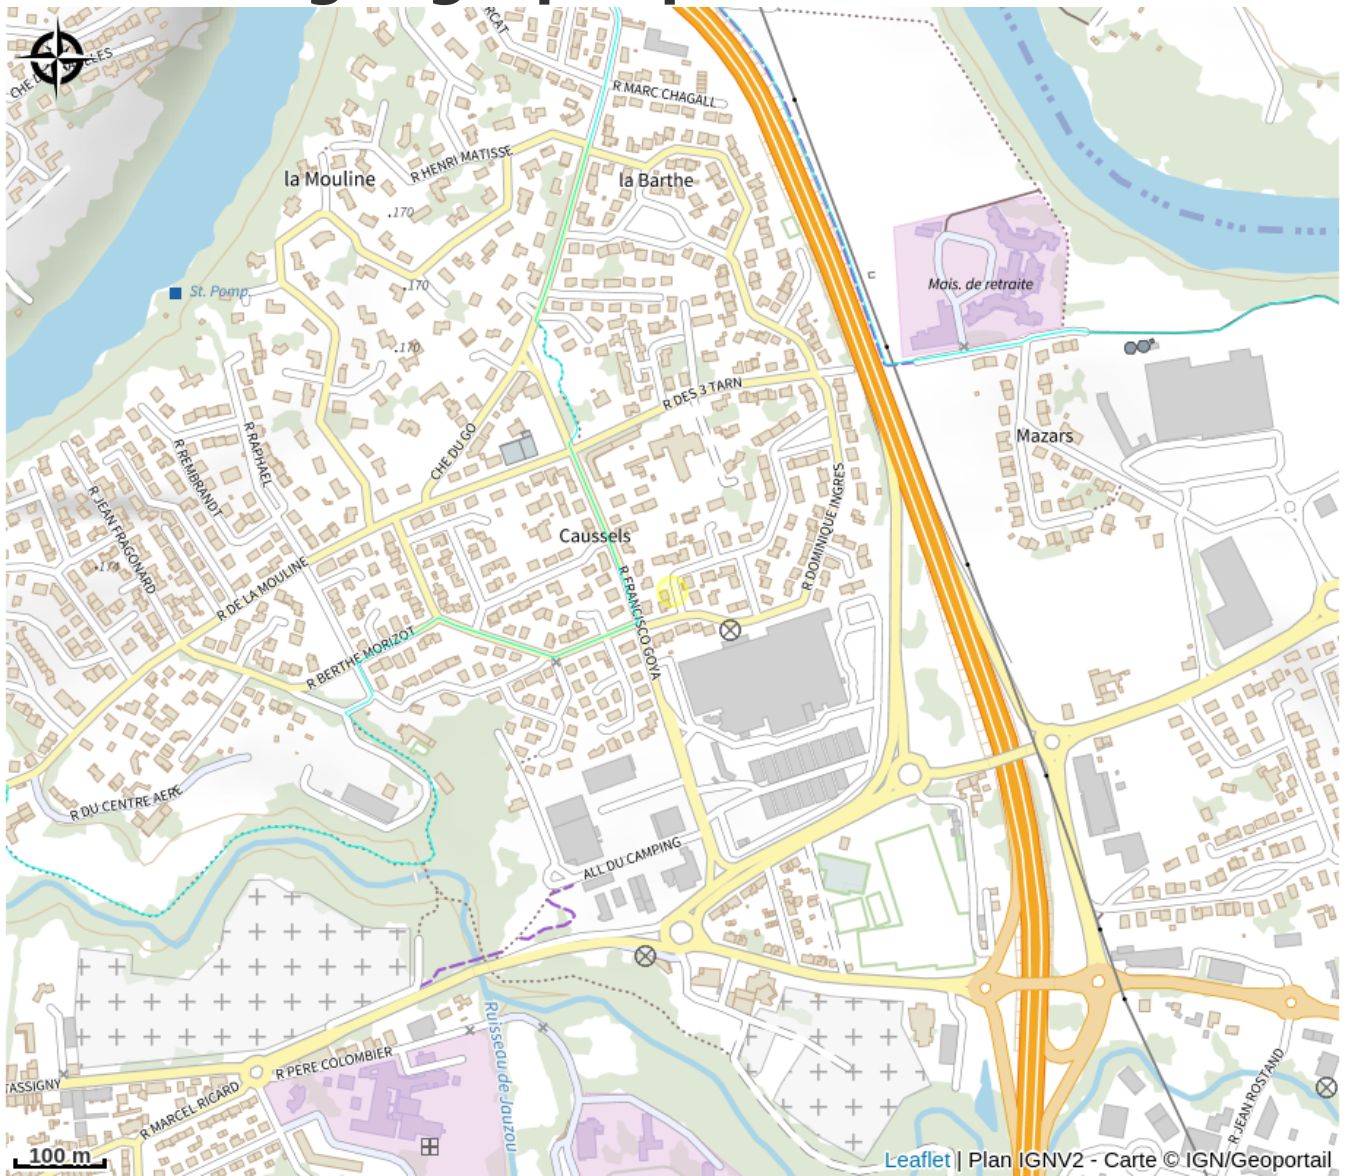 R MARC CHAGALL
R HENRI MATISSE
la Mouline
la Barthe
.170
St. Pomp.
.170
Mais. de retraite
.170
R DES 3 TARN
CHE DU GO
R RAPHAEL
R REMBRANDT
Mazars
R JEAN FRAGONARD
R DOMINIQUE INGRES
Caussels
.174
R DE LA MOULINE
R FRANCISCO GOYA
R BERTHE MORIZOT
R DU CENTRE AERE
ALL DU CAMPING
Ruisseau de Jauzou
R PERE COLOMBIER
TASSIGNY
R MARCEL RICARD
R JEAN ROSTAND
100 m
Leaflet | Plan IGNV2 - Carte © IGN/Geoportail